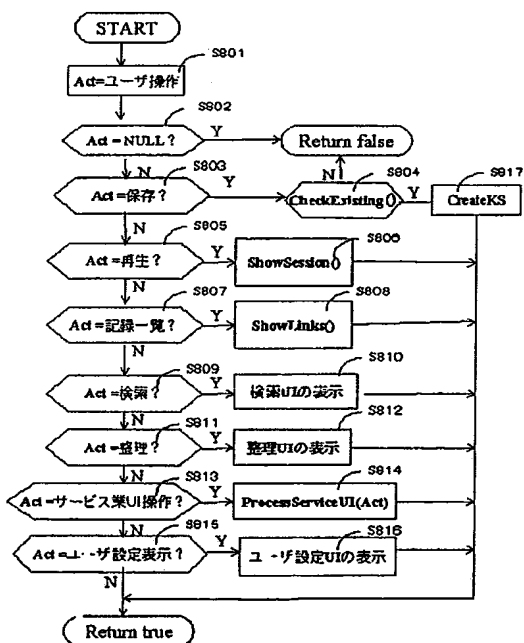 START
S801
Act=ユーザ操作
S802
Act=NULL?
Y
Return false
N
S803
Act=保存?
Y
N
S804
CheckExisting()
Y
S817
CreateKS
N
S805
Act=再生?
Y
S806
ShowSession()
N
S807
Act=記録一覧?
Y
S808
ShowLinks()
N
S809
Act=検索?
Y
S810
検索UIの表示
N
S811
Act=整理?
Y
S812
整理UIの表示
N
S813
Act=サービス業UI操作?
Y
S814
ProcessServiceUI(Act)
N
S815
Act=ユーザ設定表示?
Y
S816
ユーザ設定UIの表示
N
Return true